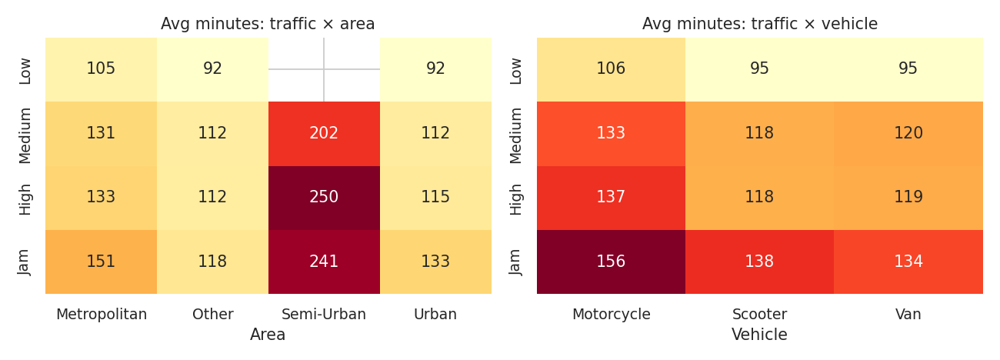 Avg minutes: traffic × area
Low 105 92 92
Medium 131 112 202 112
High 133 112 250 115
Jam 151 118 241 133
Metropolitan Other Semi-Urban Urban
Area
Avg minutes: traffic × vehicle
Low 106 95 95
Medium 133 118 120
High 137 118 119
Jam 156 138 134
Motorcycle Scooter Van
Vehicle